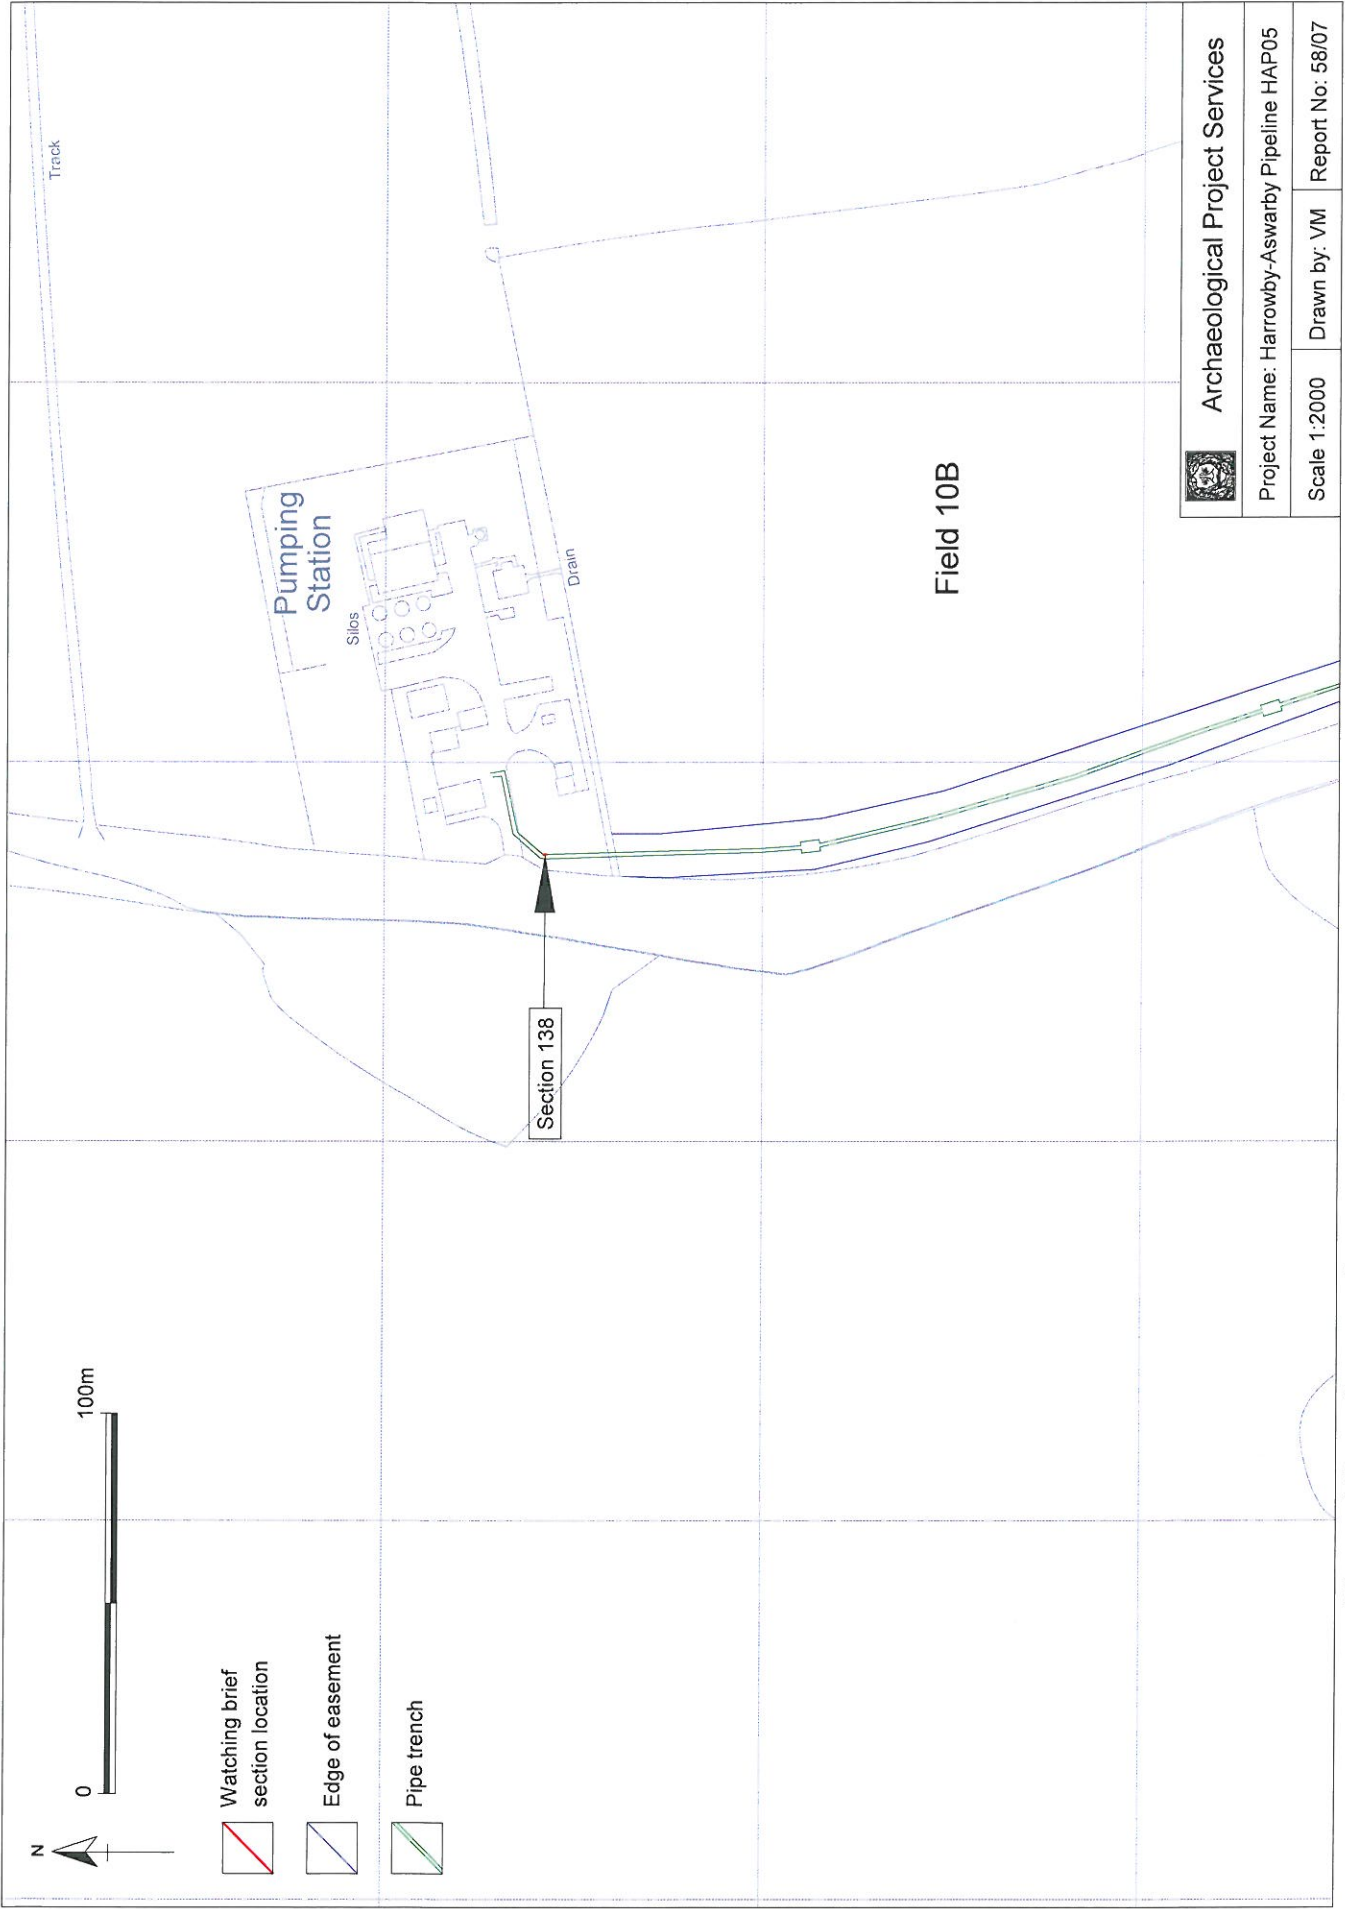 N
0
100m
Watching brief
section location
Edge of easement
Pipe trench
Track
Pumping
Station
Silos
Drain
Section 138
Field 10B
Archaeological Project Services
Project Name: Harrowby-Aswarby Pipeline HAP05
Scale 1:2000
Drawn by: VM
Report No: 58/07